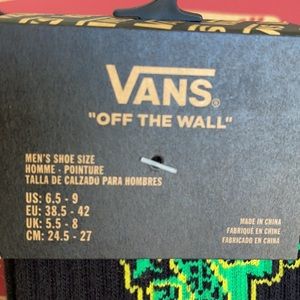 VANS®
"OFF THE WALL"
MEN'S SHOE SIZE
HOMME - POINTURE
TALLA DE CALZADO PARA HOMBRES
US: 6.5 - 9
EU: 38.5 - 42
UK: 5.5 - 8
CM: 24.5 - 27
MADE IN CHINA
FABRIQUÉ EN CHINE
FABRICADO EN CHINA